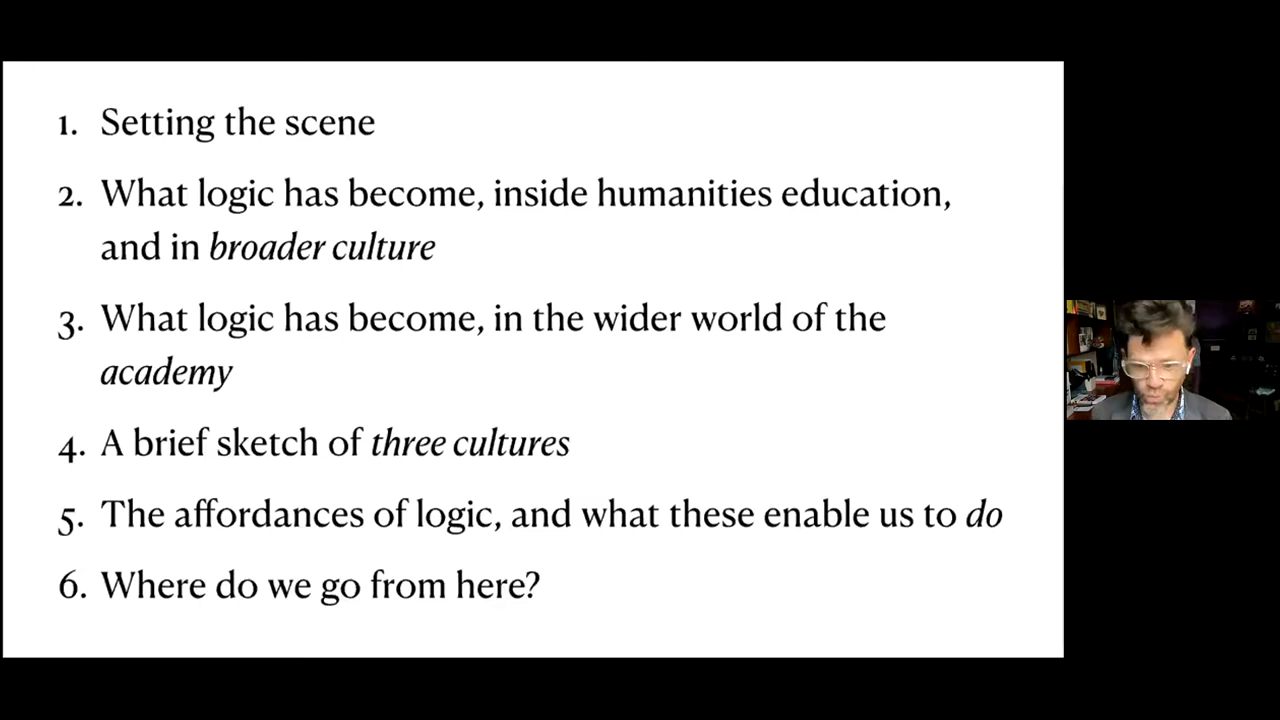 1. Setting the scene
2. What logic has become, inside humanities education,
and in broader culture
3. What logic has become, in the wider world of the
academy
4. A brief sketch of three cultures
5. The affordances of logic, and what these enable us to do
6. Where do we go from here?